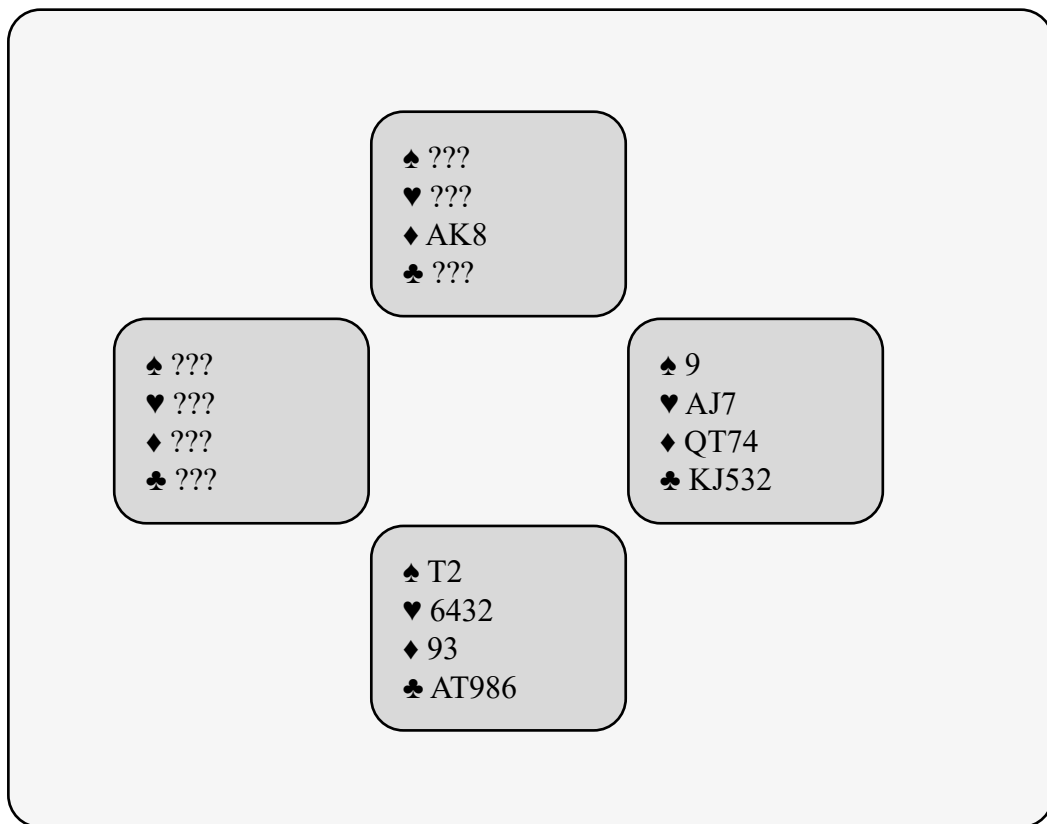 ♠ ???
♥ ???
♦ AK8
♣ ???
♠ ???
♥ ???
♦ ???
♣ ???
♠ 9
♥ AJ7
♦ QT74
♣ KJ532
♠ T2
♥ 6432
♦ 93
♣ AT986